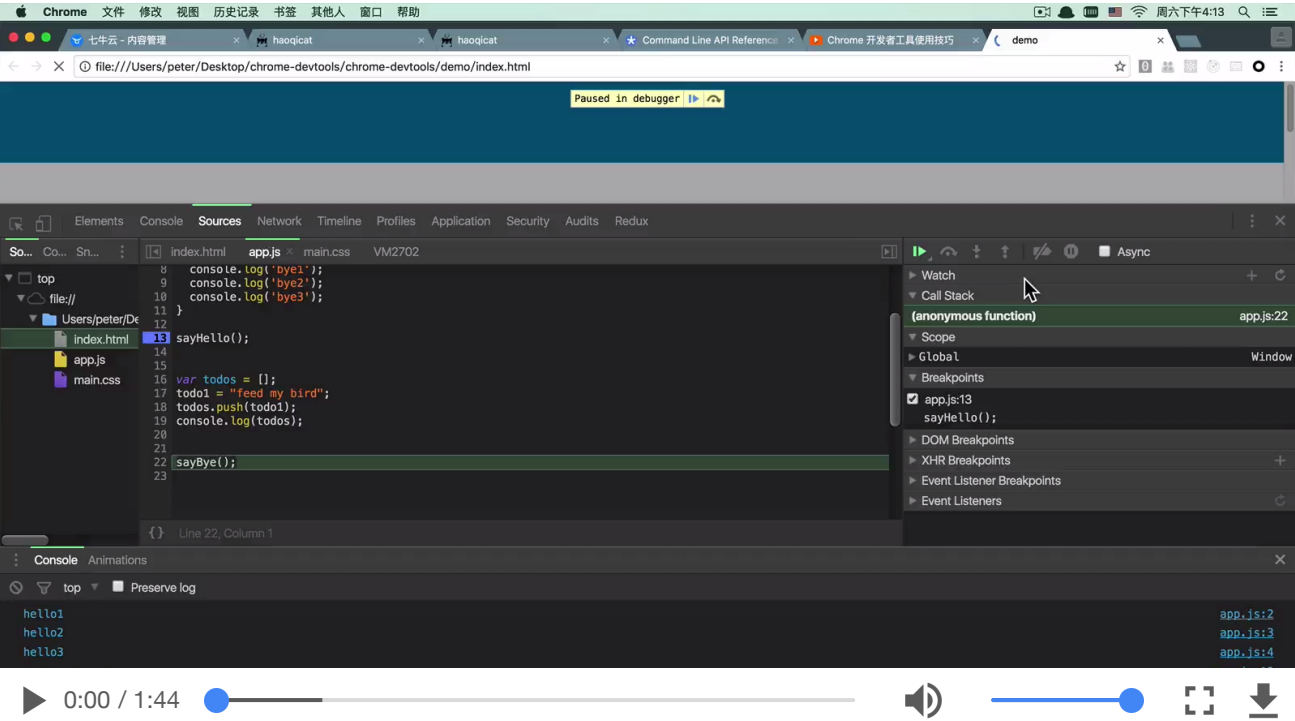 Chrome 文件 修改 视图 历史记录 书签 其他人 窗口 帮助 周六下午4:13
七牛云 - 内容管理 × haoqicat × haoqicat × Command Line API Reference × Chrome 开发者工具使用技巧 × demo ×
file:///Users/peter/Desktop/chrome-devtools/chrome-devtools/demo/index.html
Paused in debugger
Elements Console Sources Network Timeline Profiles Application Security Audits Redux
So... Co... Sn... index.html app.js × main.css VM2702 Async
top
file://
Users/peter/De
index.html
app.js
main.css
8 console.log('bye1');
9 console.log('bye2');
10 console.log('bye3');
11 }
12
13 sayHello();
14
15
16 var todos = [];
17 todo1 = "feed my bird";
18 todos.push(todo1);
19 console.log(todos);
20
21
22 sayBye();
23
{} Line 22, Column 1
Watch
Call Stack
(anonymous function) app.js:22
Scope
Global Window
Breakpoints
app.js:13
sayHello();
DOM Breakpoints
XHR Breakpoints
Event Listener Breakpoints
Event Listeners
Console Animations
top Preserve log
hello1 app.js:2
hello2 app.js:3
hello3 app.js:4
0:00 / 1:44